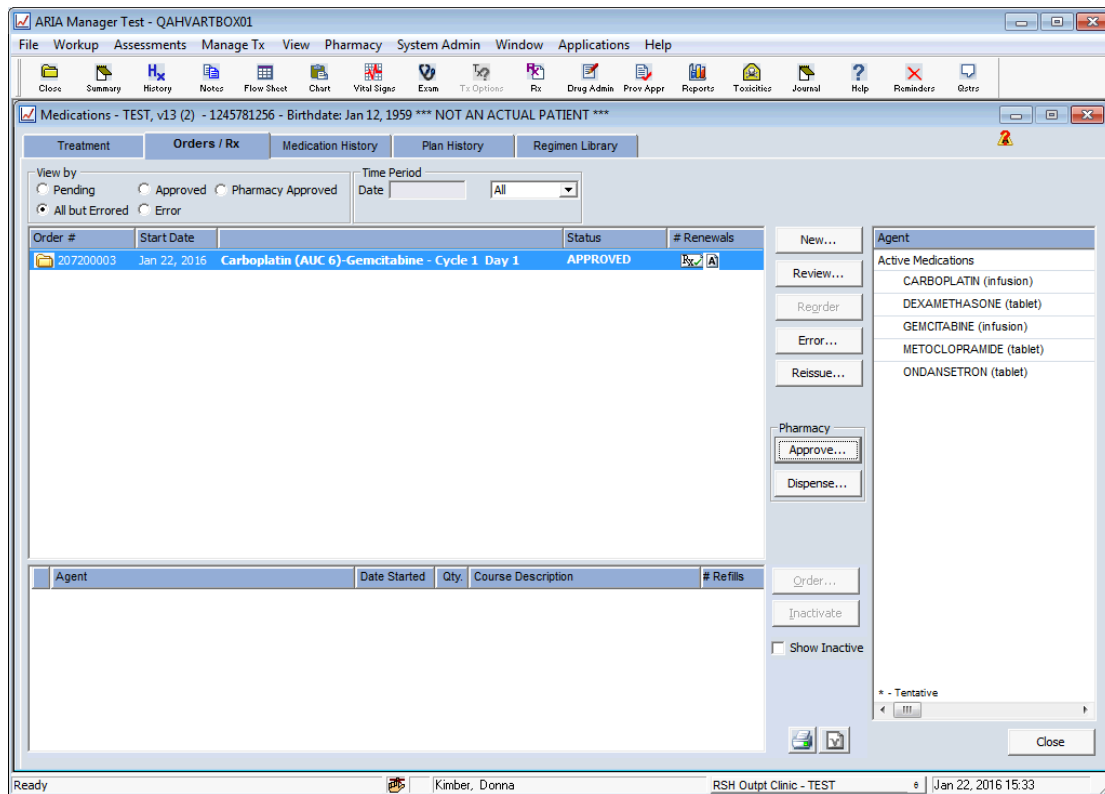 ARIA Manager Test - QAHVARTBOX01
File Workup Assessments Manage Tx View Pharmacy System Admin Window Applications Help
Close Summary History Notes Flow Sheet Chart Vital Signs Exam Tx Options Rx Drug Admin Prov Appr Reports Toxicities Journal Help Reminders Qstrs
Medications - TEST, v13 (2) - 1245781256 - Birthdate: Jan 12, 1959 *** NOT AN ACTUAL PATIENT ***
Treatment Orders / Rx Medication History Plan History Regimen Library
View by Time Period
Pending Approved Pharmacy Approved Date All
All but Errored Error
Order # Start Date Status # Renewals New... Agent
207200003 Jan 22, 2016 Carboplatin (AUC 6)-Gemcitabine - Cycle 1 Day 1 APPROVED Active Medications
Review... CARBOPLATIN (infusion)
Reorder DEXAMETHASONE (tablet)
GEMCITABINE (infusion)
Error... METOCLOPRAMIDE (tablet)
Reissue... ONDANSETRON (tablet)
Pharmacy
Approve...
Dispense...
Agent Date Started Qty. Course Description # Refills Order...
Inactivate
Show Inactive
* - Tentative
Close
Ready Kimber, Donna RSH Outpt Clinic - TEST Jan 22, 2016 15:33